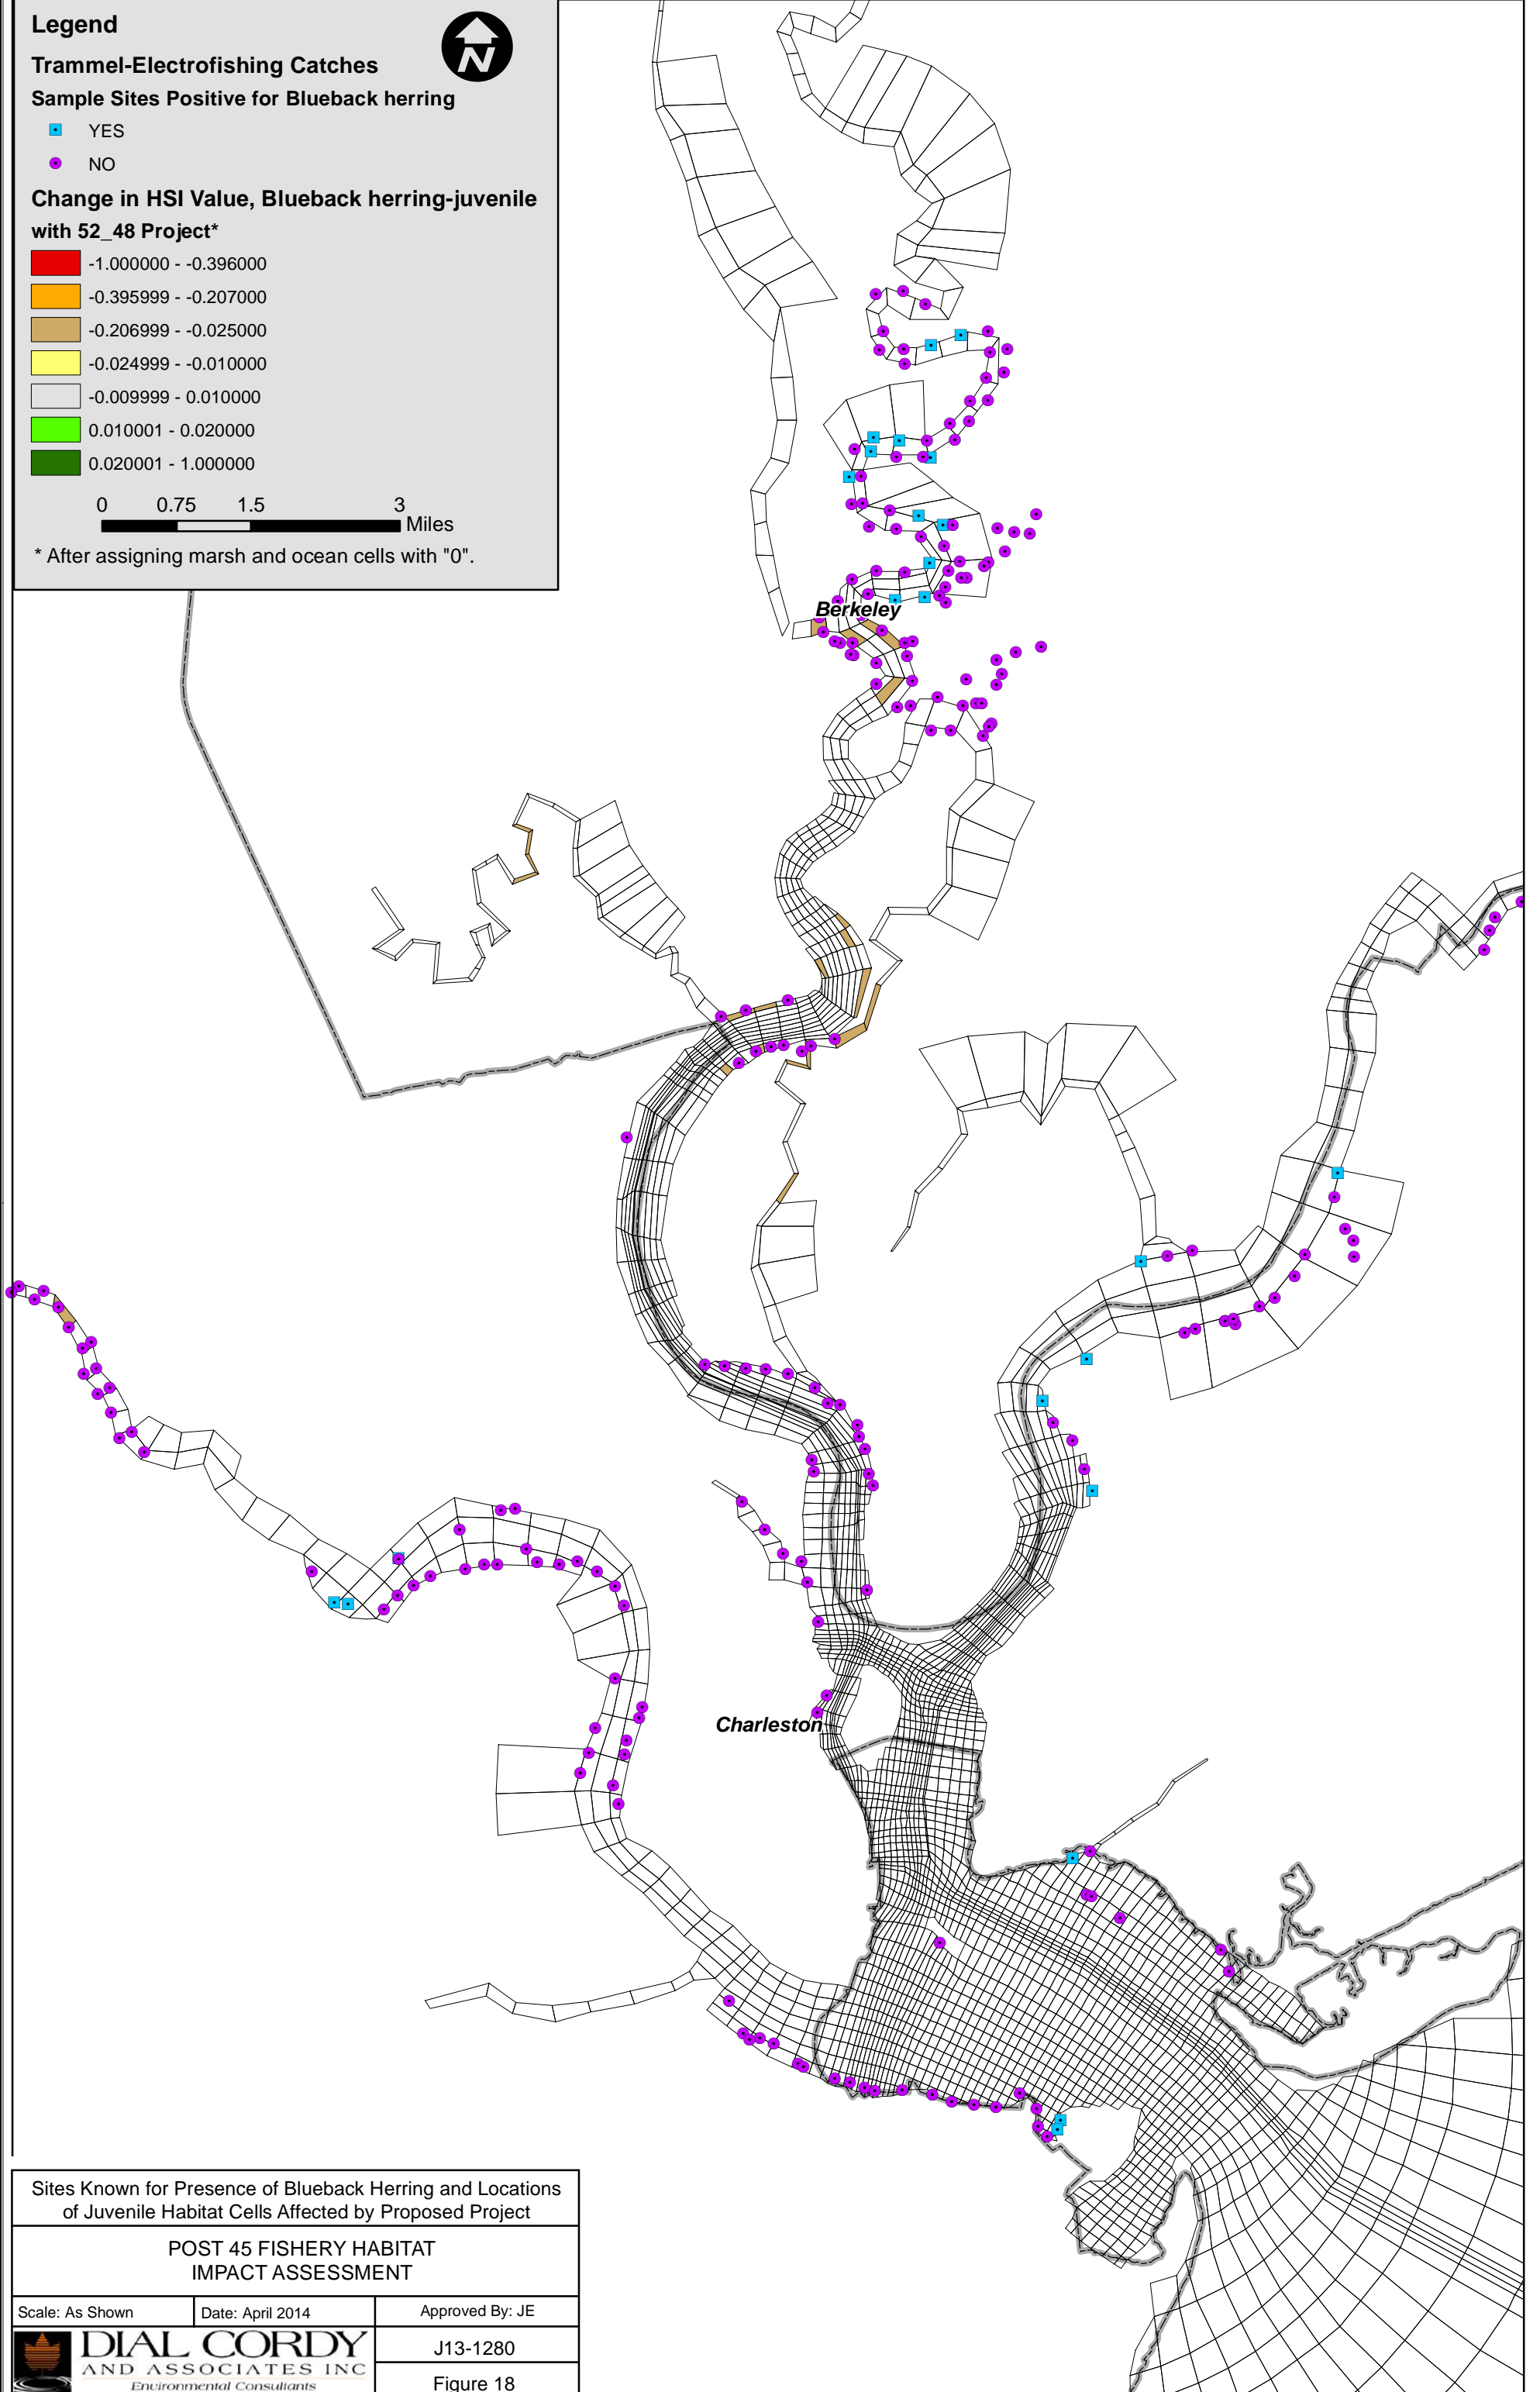 Legend
N
Trammel-Electrofishing Catches
Sample Sites Positive for Blueback herring
YES
NO
Change in HSI Value, Blueback herring-juvenile
with 52_48 Project*
-1.000000 - -0.396000
-0.395999 - -0.207000
-0.206999 - -0.025000
-0.024999 - -0.010000
-0.009999 - 0.010000
0.010001 - 0.020000
0.020001 - 1.000000
0 0.75 1.5 3
Miles
* After assigning marsh and ocean cells with "0".
Berkeley
Charleston
Sites Known for Presence of Blueback Herring and Locations
of Juvenile Habitat Cells Affected by Proposed Project
POST 45 FISHERY HABITAT
IMPACT ASSESSMENT
Scale: As Shown
Date: April 2014
Approved By: JE
DIAL CORDY
AND ASSOCIATES INC
Environmental Consultants
J13-1280
Figure 18